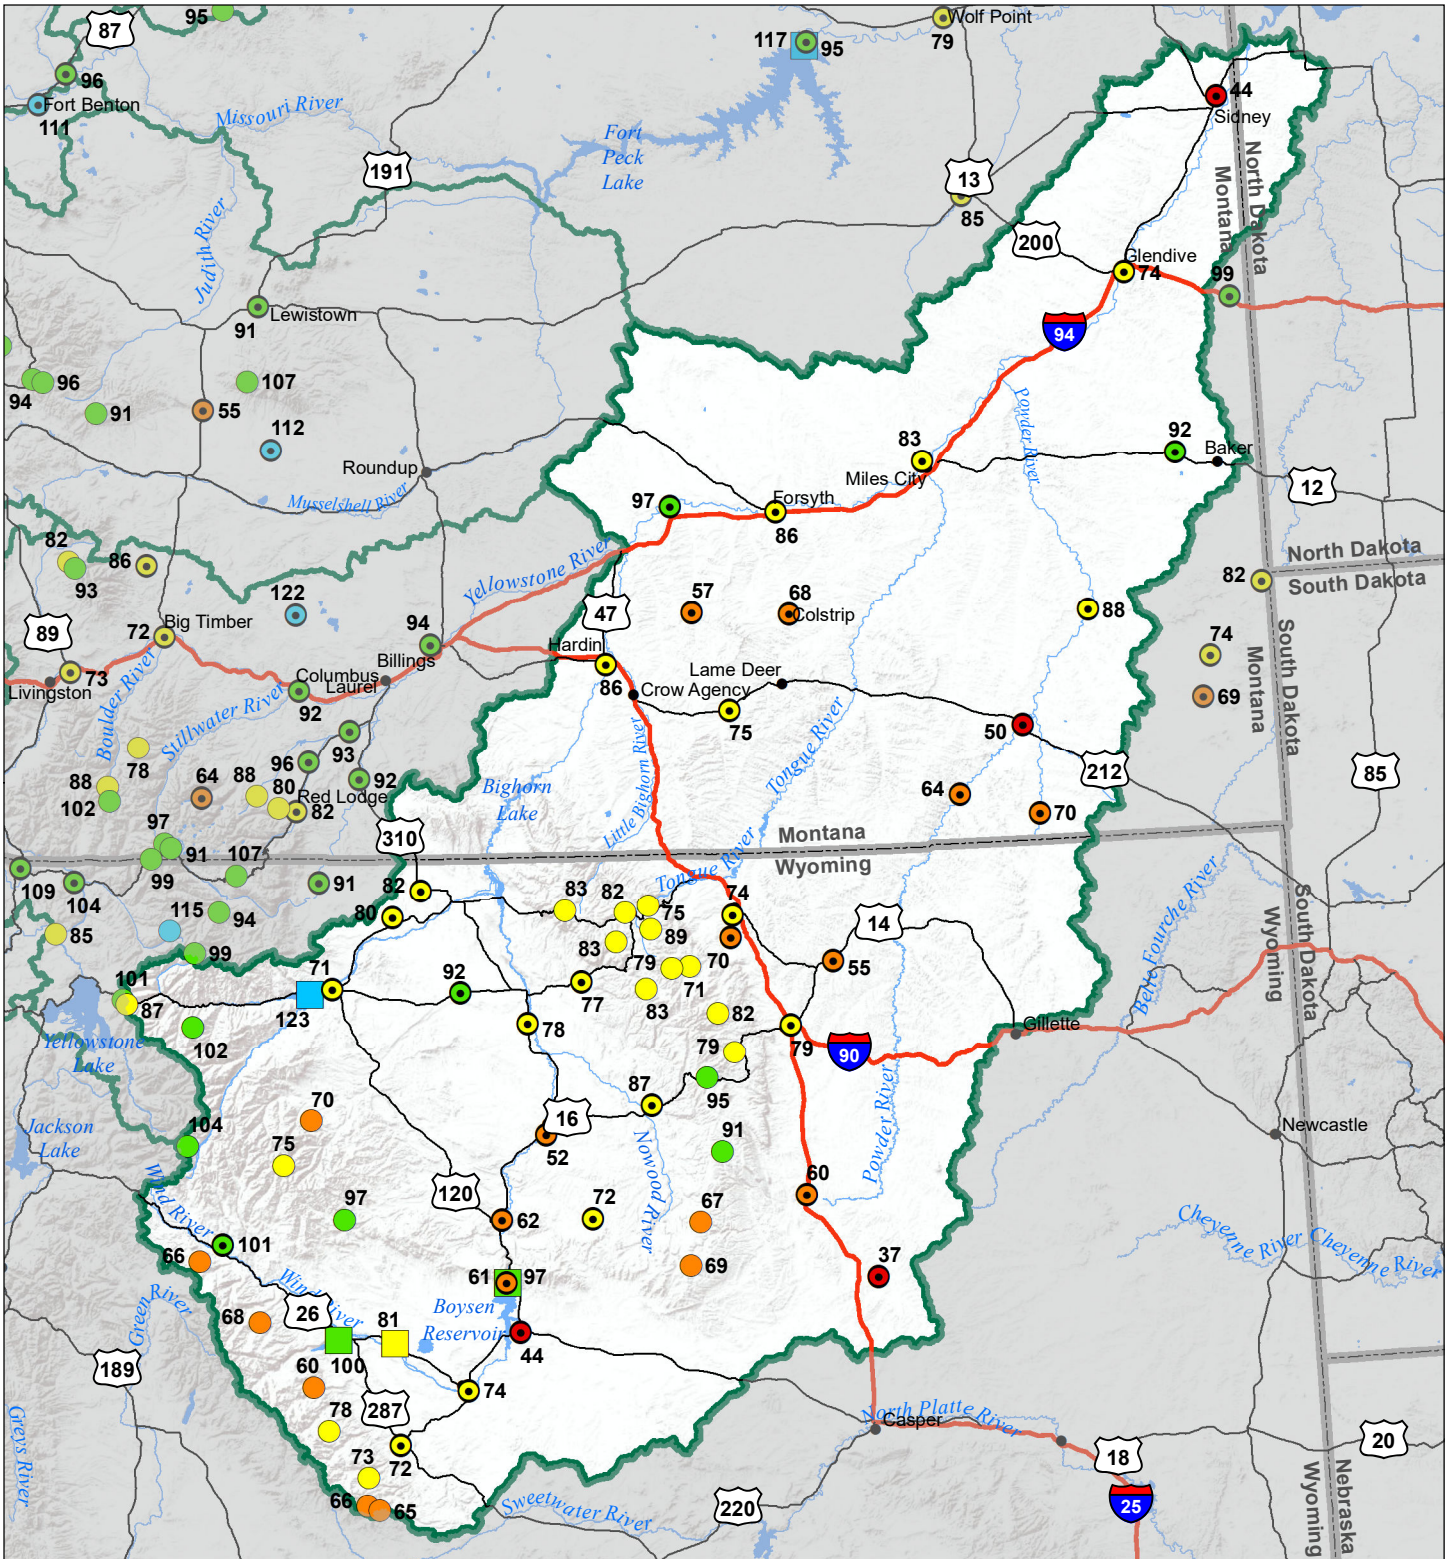 95
87
117
95
Wolf Point
79
96
Fort Benton
111
Missouri River
Fort
Peck
Lake
44
Sidney
191
13
85
North Dakota
Montana
Judith River
200
Glendive
74
99
91
Lewistown
94
96
94
107
91
55
112
Powder River
83
92
Baker
Roundup
Miles City
Musselshell River
97
Forsyth
86
12
82
93
86
Yellowstone River
North Dakota
South Dakota
82
122
57
68
Colstrip
88
89
72
Big Timber
94
47
Hardin
74
73
Livingston
Columbus
Billings
Laurel
92
86
Lame Deer
Crow Agency
75
69
South Dakota
Montana
Boulder River
Stillwater River
93
50
78
96
92
Little Bighorn River
Tongue River
212
85
88
102
64
88
80
82
Red Lodge
Bighorn
Lake
64
70
97
91
99
107
310
Montana
Wyoming
109
104
91
82
Tongue River
115
94
80
83
82
75
74
14
Belle Fourche River
South Dakota
Wyoming
85
99
83
89
79
70
71
55
101
87
71
123
92
77
83
82
102
78
79
79
90
Gillette
Yellowstone
Lake
95
87
16
70
52
91
Powder River
Newcastle
Jackson
Lake
104
75
Nowood River
Wind River
97
120
62
72
67
60
101
66
69
Cheyenne River
Cheyenne River
61
97
37
Green River
Wind River
68
26
81
Boysen
Reservoir
44
100
189
60
74
287
78
72
73
66
65
Greys River
North Platte River
Casper
18
20
25
220
Sweetwater River
Nebraska
Wyoming